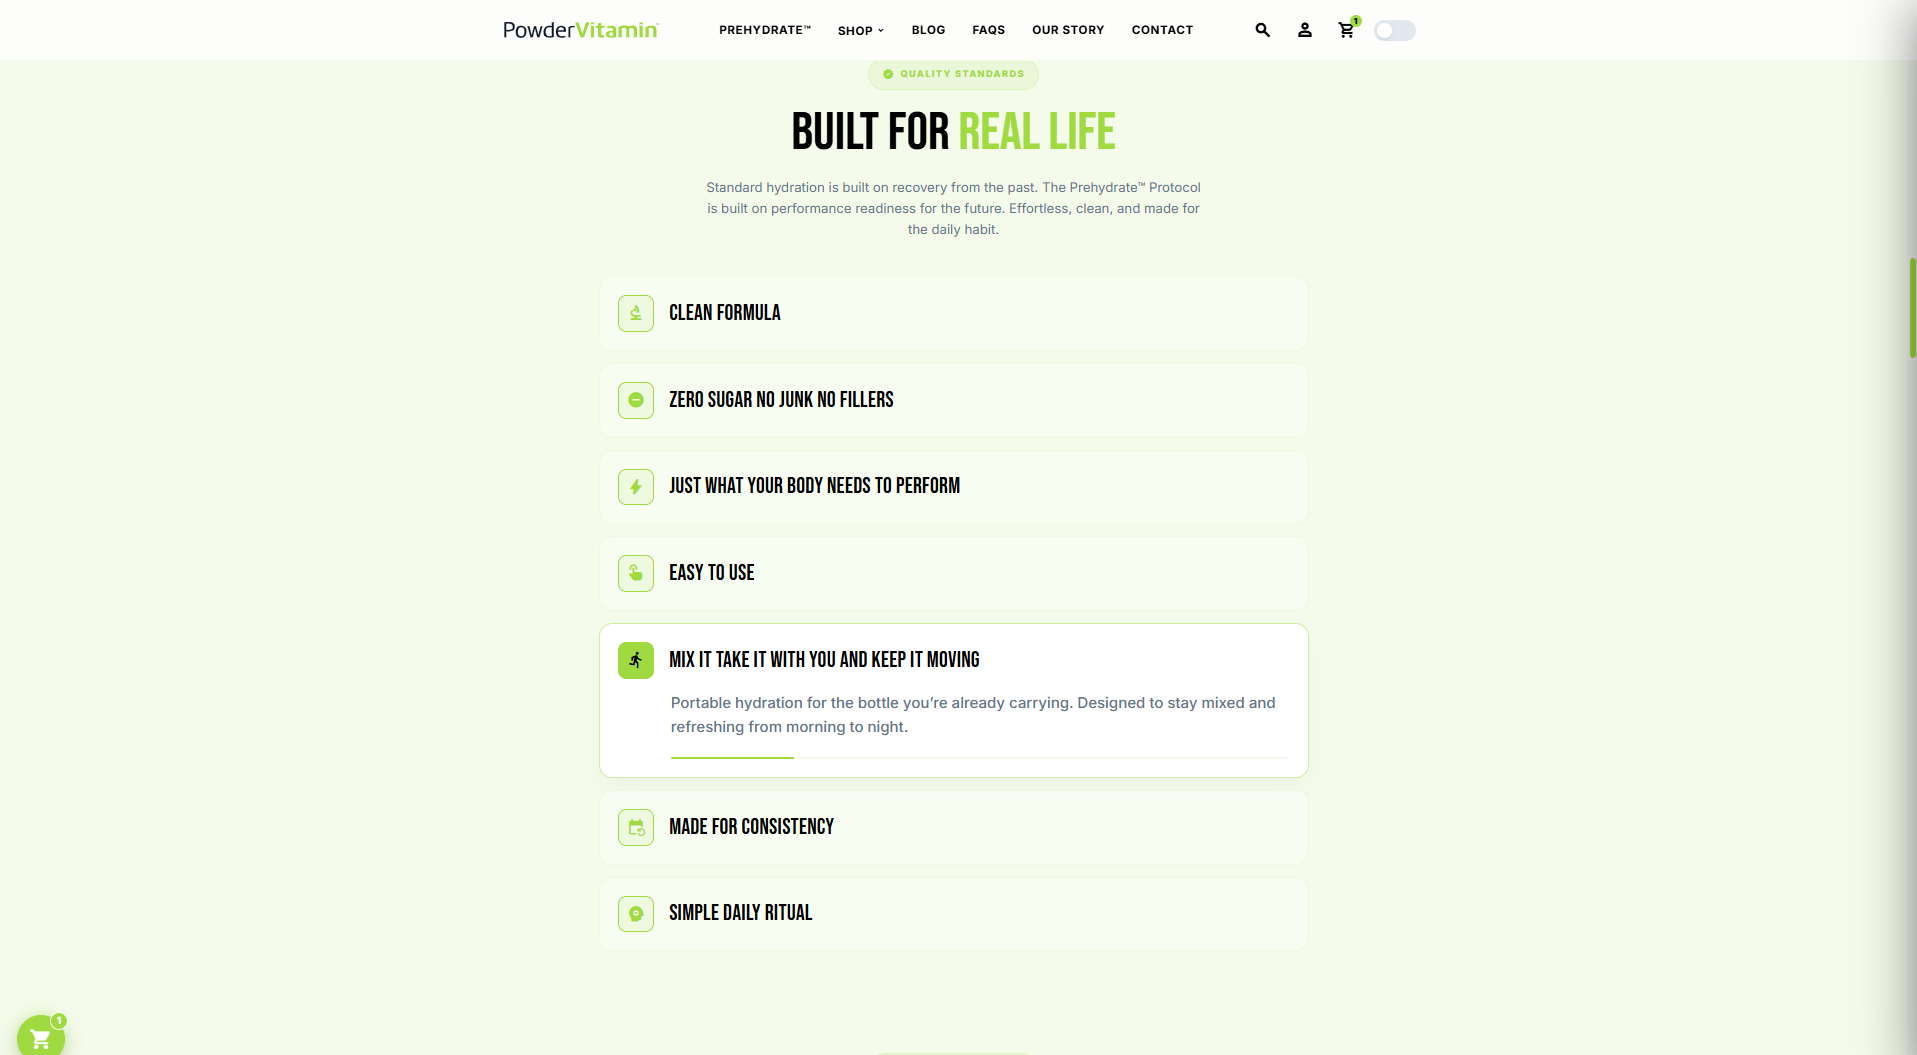 PowderVitamin™
PREHYDRATE™
SHOP
BLOG
FAQS
OUR STORY
CONTACT
1
QUALITY STANDARDS
BUILT FOR REAL LIFE
Standard hydration is built on recovery from the past. The Prehydrate™ Protocol
is built on performance readiness for the future. Effortless, clean, and made for
the daily habit.
CLEAN FORMULA
ZERO SUGAR NO JUNK NO FILLERS
JUST WHAT YOUR BODY NEEDS TO PERFORM
EASY TO USE
MIX IT TAKE IT WITH YOU AND KEEP IT MOVING
Portable hydration for the bottle you’re already carrying. Designed to stay mixed and
refreshing from morning to night.
MADE FOR CONSISTENCY
SIMPLE DAILY RITUAL
1